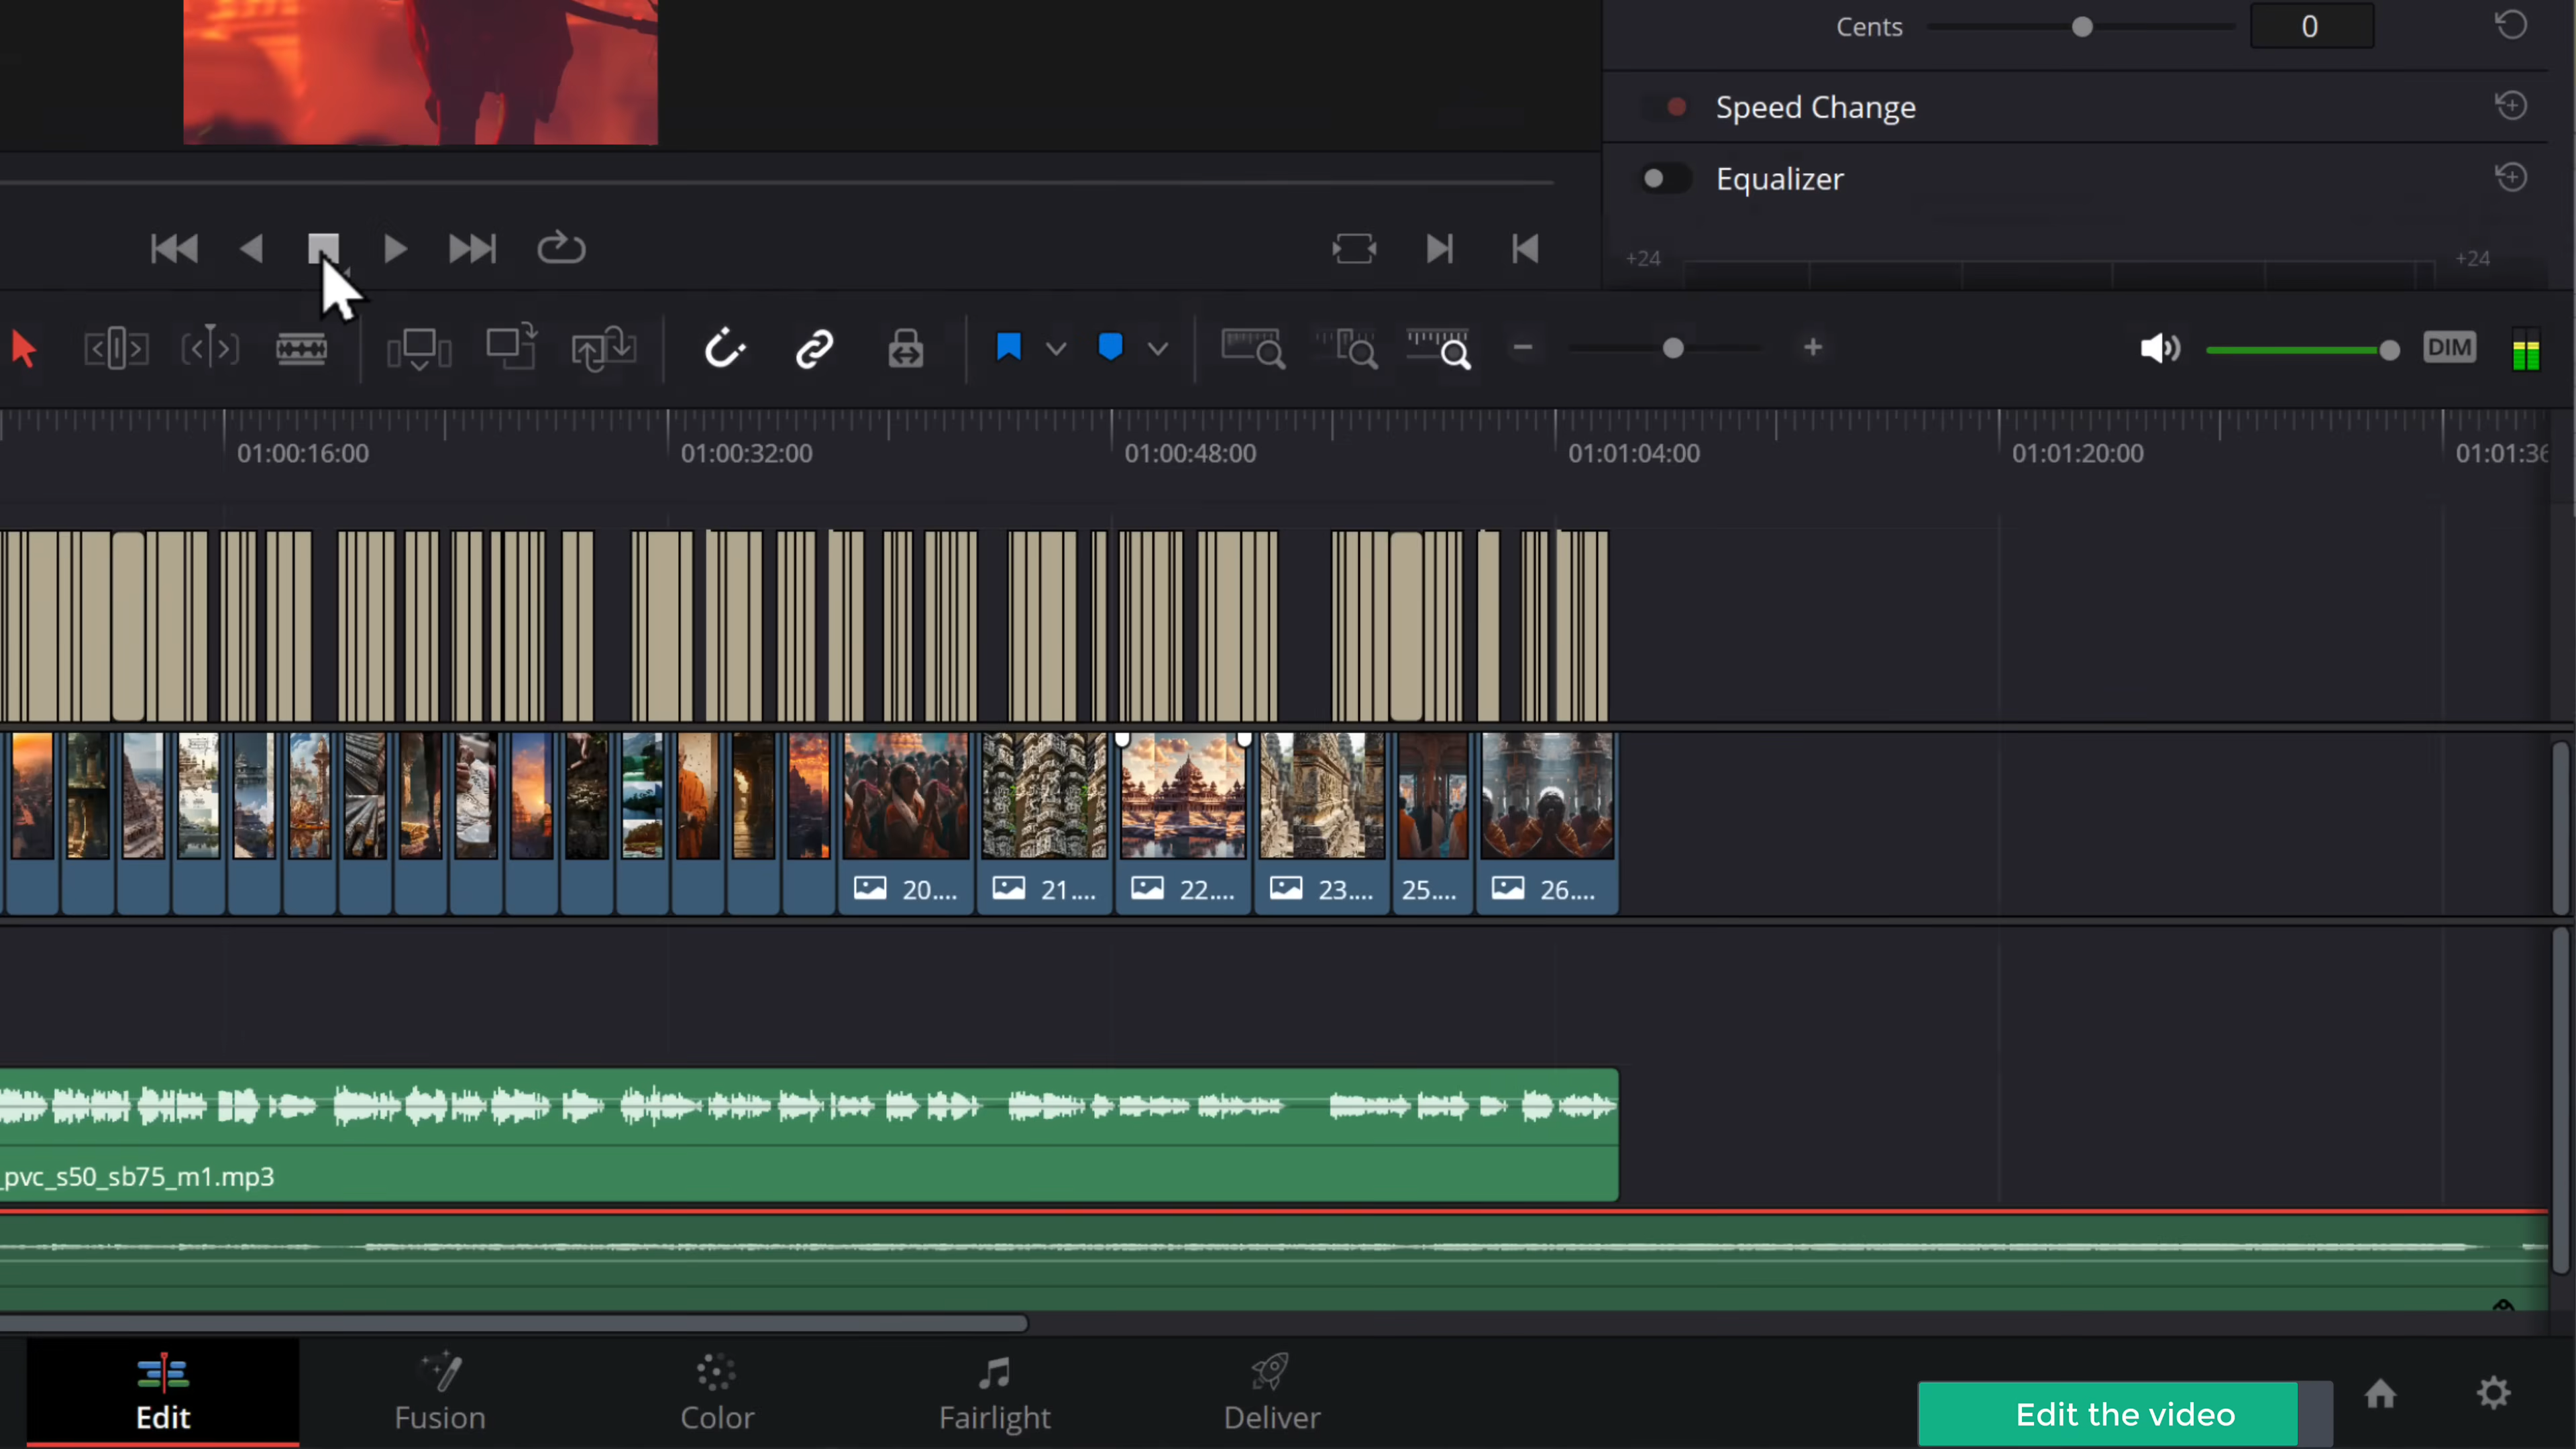 Cents 0
Speed Change
Equalizer
+24 +24
DIM
01:00:16:00 01:00:32:00 01:00:48:00 01:01:04:00 01:01:20:00 01:01:36
20.... 21.... 22.... 23.... 25.... 26....
_pvc_s50_sb75_m1.mp3
Edit Fusion Color Fairlight Deliver
Edit the video